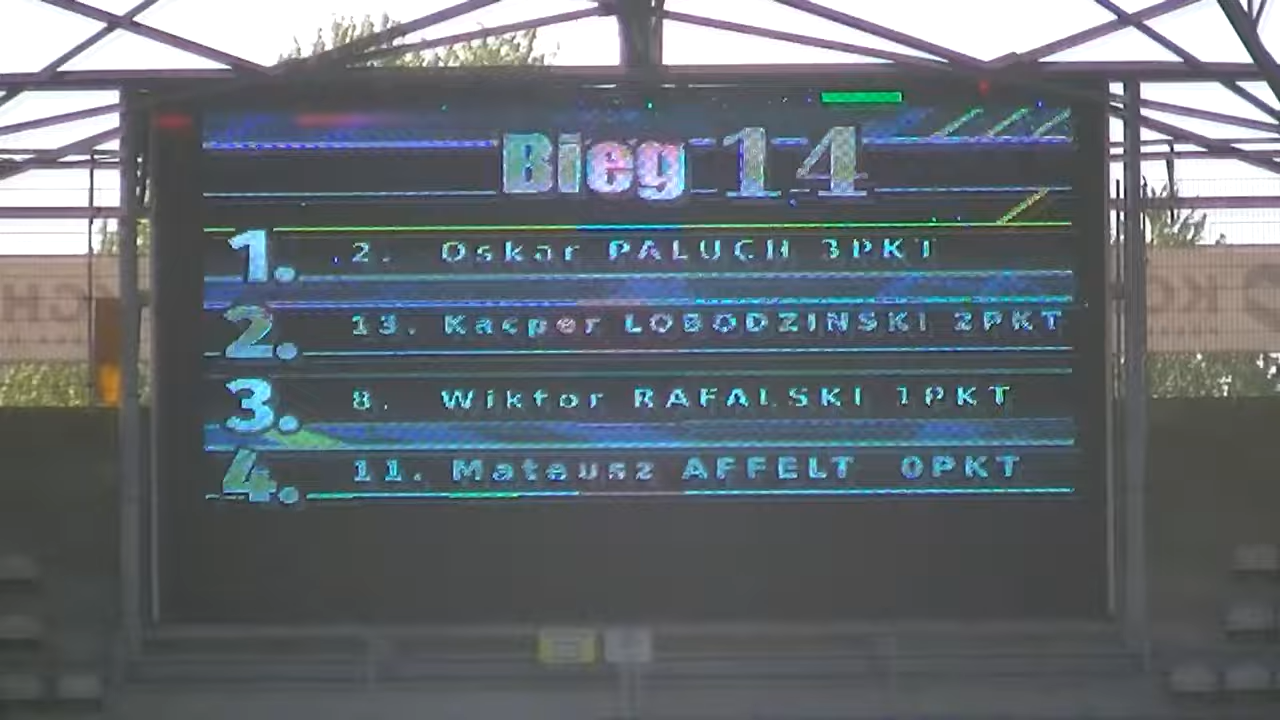 Bieg 14
1. 2. Oskar PALUCH 3PKT
2. 13. Kacper LOBODZINSKI 2PKT
3. 8. Wiktor RAFALSKI 1PKT
4. 11. Mateusz AFFELT 0PKT